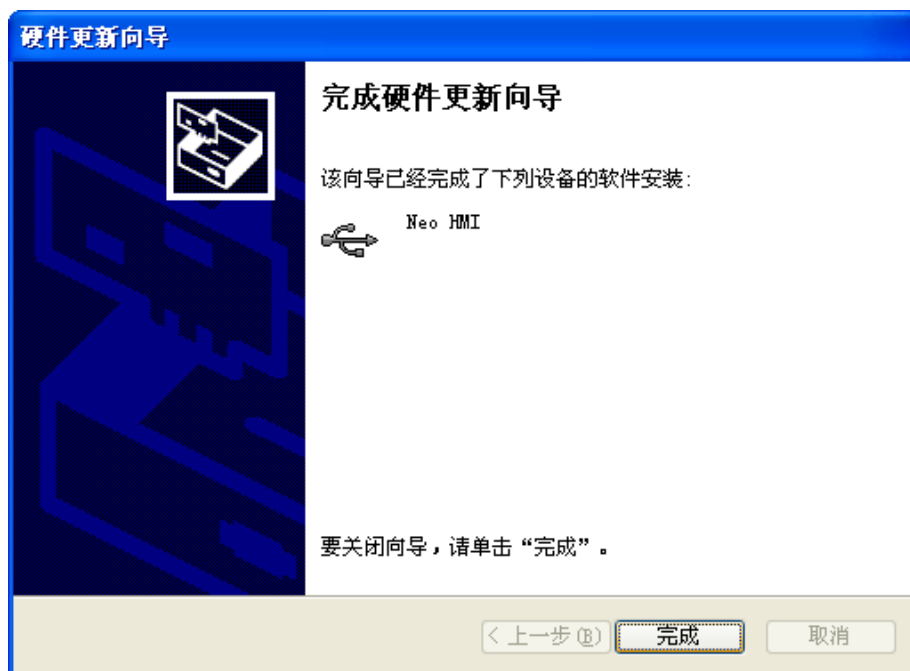 硬件更新向导
完成硬件更新向导
该向导已经完成了下列设备的软件安装:
Neo HMI
要关闭向导，请单击“完成”。
< 上一步(B)
完成
取消